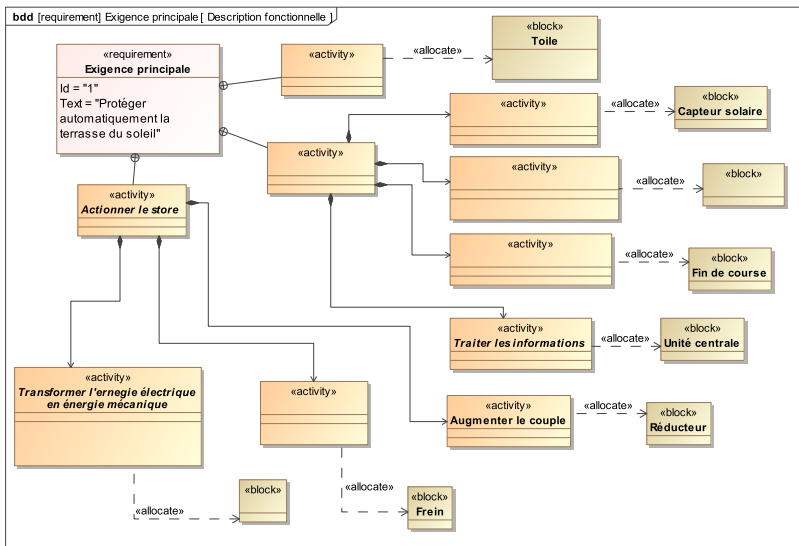 bdd [requirement] Exigence principale [ Description fonctionnelle ]
«requirement»
Exigence principale
Id = "1"
Text = "Protéger
automatiquement la
terrasse du soleil"
«activity»
«allocate»
«block»
Toile
«activity»
«allocate»
«block»
Capteur solaire
«activity»
«activity»
«allocate»
«block»
«activity»
Actionner le store
«activity»
«allocate»
«block»
Fin de course
«activity»
Traiter les informations
«allocate»
«block»
Unité centrale
«activity»
Transformer l'ernegie électrique
en énergie mécanique
«activity»
«activity»
Augmenter le couple
«allocate»
«block»
Réducteur
«allocate»
«block»
«allocate»
«block»
Frein